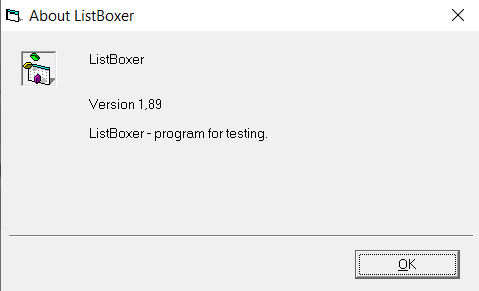 About ListBoxer
ListBoxer
Version 1,89
ListBoxer - program for testing.
OK